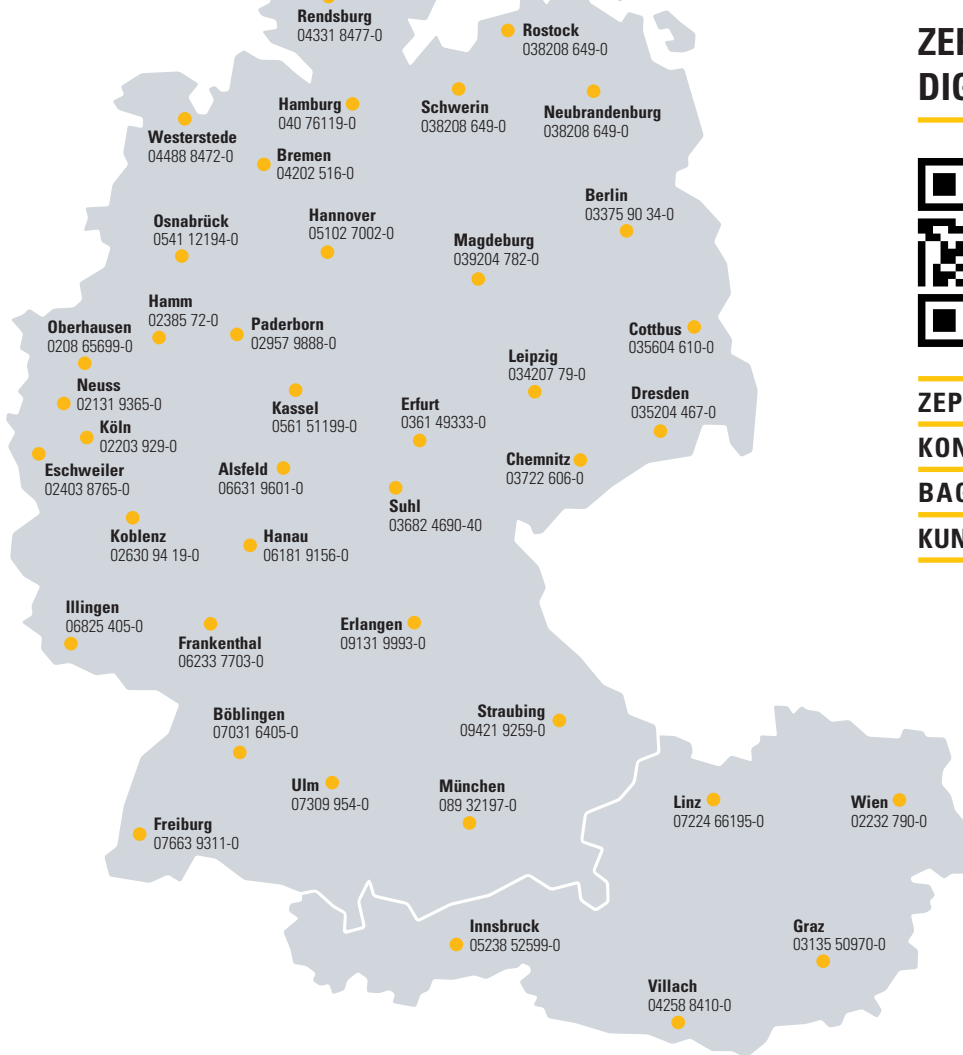 Rendsburg
04331 8477-0
Rostock
038208 649-0
Hamburg
040 76119-0
Schwerin
038208 649-0
Neubrandenburg
038208 649-0
Westerstede
04488 8472-0
Bremen
04202 516-0
Berlin
03375 90 34-0
Osnabrück
0541 12194-0
Hannover
05102 7002-0
Magdeburg
039204 782-0
Hamm
02385 72-0
Oberhausen
0208 65699-0
Paderborn
02957 9888-0
Cottbus
035604 610-0
Leipzig
034207 79-0
Neuss
02131 9365-0
Kassel
0561 51199-0
Erfurt
0361 49333-0
Dresden
035204 467-0
Köln
02203 929-0
Eschweiler
02403 8765-0
Alsfeld
06631 9601-0
Chemnitz
03722 606-0
Suhl
03682 4690-40
Koblenz
02630 94 19-0
Hanau
06181 9156-0
Illingen
06825 405-0
Frankenthal
06233 7703-0
Erlangen
09131 9993-0
Böblingen
07031 6405-0
Straubing
09421 9259-0
Ulm
07309 954-0
München
089 32197-0
Freiburg
07663 9311-0
Linz
07224 66195-0
Wien
02232 790-0
Innsbruck
05238 52599-0
Graz
03135 50970-0
Villach
04258 8410-0
DIG
ZEP
KON
BAG
KUN